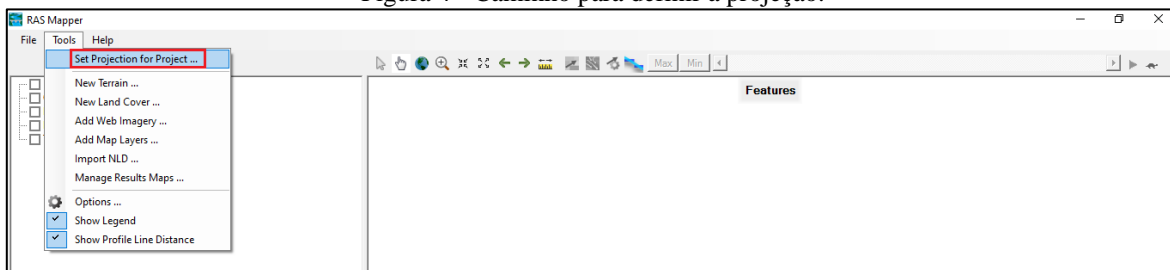 Figura 4 - Caminho para definir a projeção.
RAS Mapper
File Tools Help
Set Projection for Project ...
Max Min
New Terrain ...
Features
New Land Cover ...
Add Web Imagery ...
Add Map Layers ...
Import NLD ...
Manage Results Maps ...
Options ...
Show Legend
Show Profile Line Distance